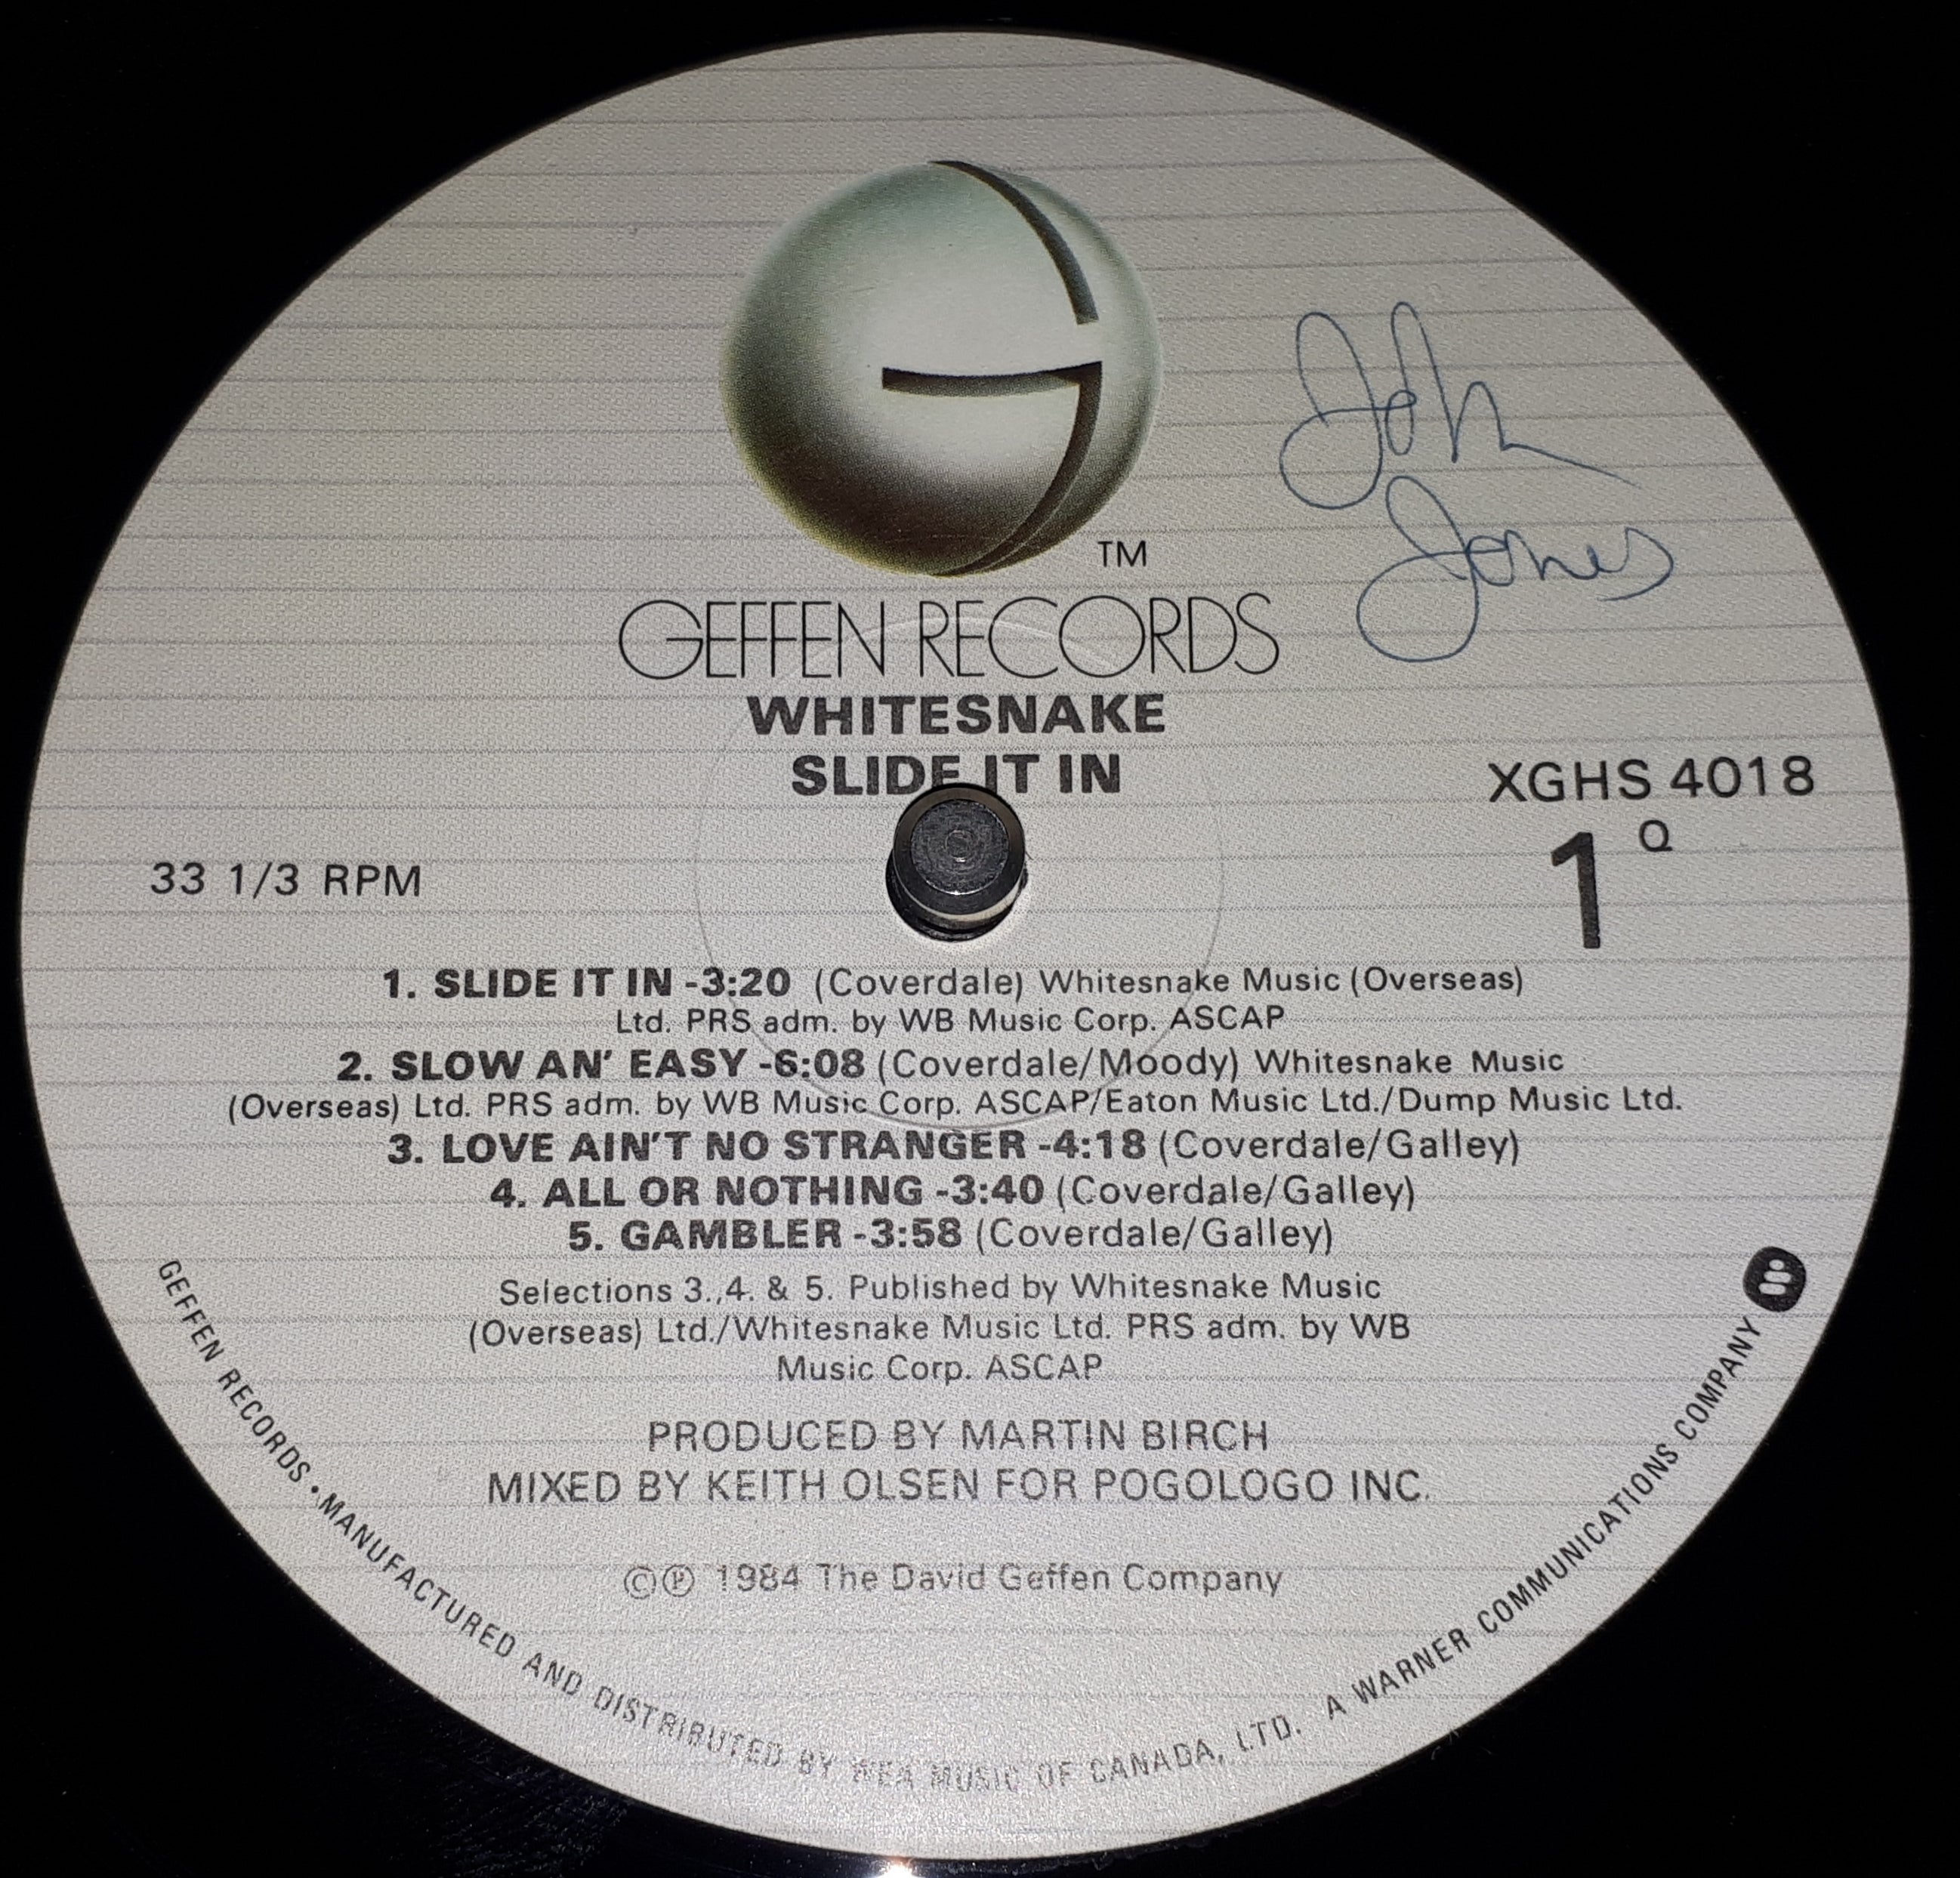 John
Jones
TM
GEFFEN RECORDS
WHITESNAKE
SLIDE IT IN
XGHS 4018
1 Q
33 1/3 RPM
1. SLIDE IT IN -3:20 (Coverdale) Whitesnake Music (Overseas)
Ltd. PRS adm. by WB Music Corp. ASCAP
2. SLOW AN' EASY -6:08 (Coverdale/Moody) Whitesnake Music
(Overseas) Ltd. PRS adm. by WB Music Corp. ASCAP/Eaton Music Ltd./Dump Music Ltd.
3. LOVE AIN'T NO STRANGER -4:18 (Coverdale/Galley)
4. ALL OR NOTHING -3:40 (Coverdale/Galley)
5. GAMBLER -3:58 (Coverdale/Galley)
Selections 3.,4. & 5. Published by Whitesnake Music
(Overseas) Ltd./Whitesnake Music Ltd. PRS adm. by WB
Music Corp. ASCAP
PRODUCED BY MARTIN BIRCH
MIXED BY KEITH OLSEN FOR POGOLOGO INC.
©℗ 1984 The David Geffen Company
GEFFEN RECORDS • MANUFACTURED AND DISTRIBUTED BY WEA MUSIC OF CANADA, LTD. A WARNER COMMUNICATIONS COMPANY